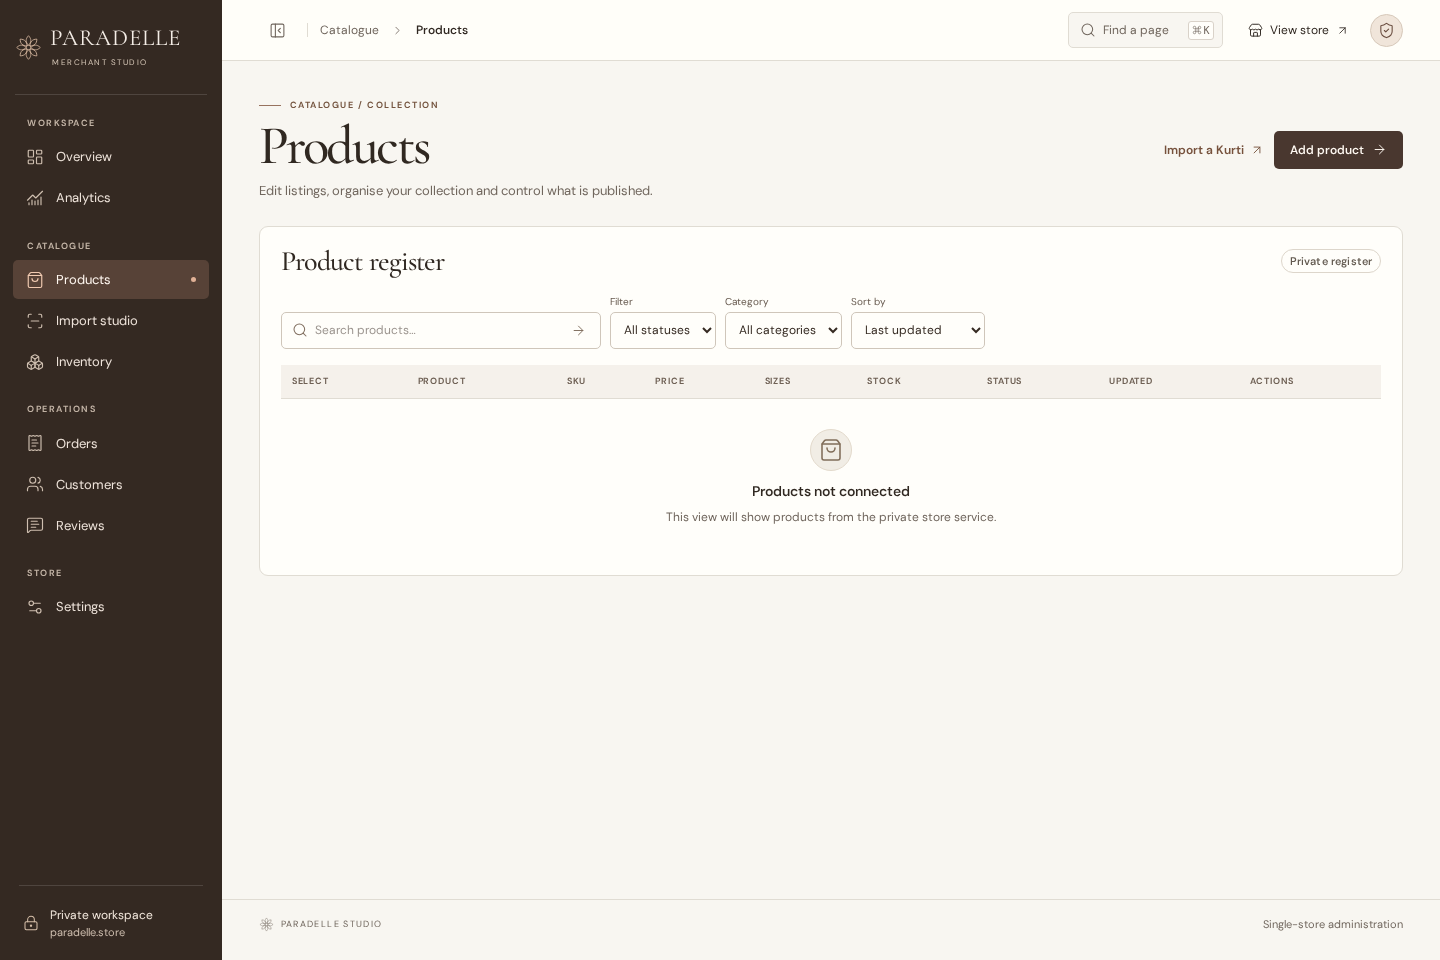 PARADELLE
MERCHANT STUDIO
WORKSPACE
Overview
Analytics
CATALOGUE
Products
Import studio
Inventory
OPERATIONS
Orders
Customers
Reviews
STORE
Settings
Private workspace
paradelle.store
Catalogue Products
Find a page ⌘K
View store
CATALOGUE / COLLECTION
Products
Edit listings, organise your collection and control what is published.
Import a Kurti
Add product
Product register
Private register
Filter Category Sort by
Search products... All statuses All categories Last updated
SELECT PRODUCT SKU PRICE SIZES STOCK STATUS UPDATED ACTIONS
Products not connected
This view will show products from the private store service.
PARADELLE STUDIO
Single-store administration